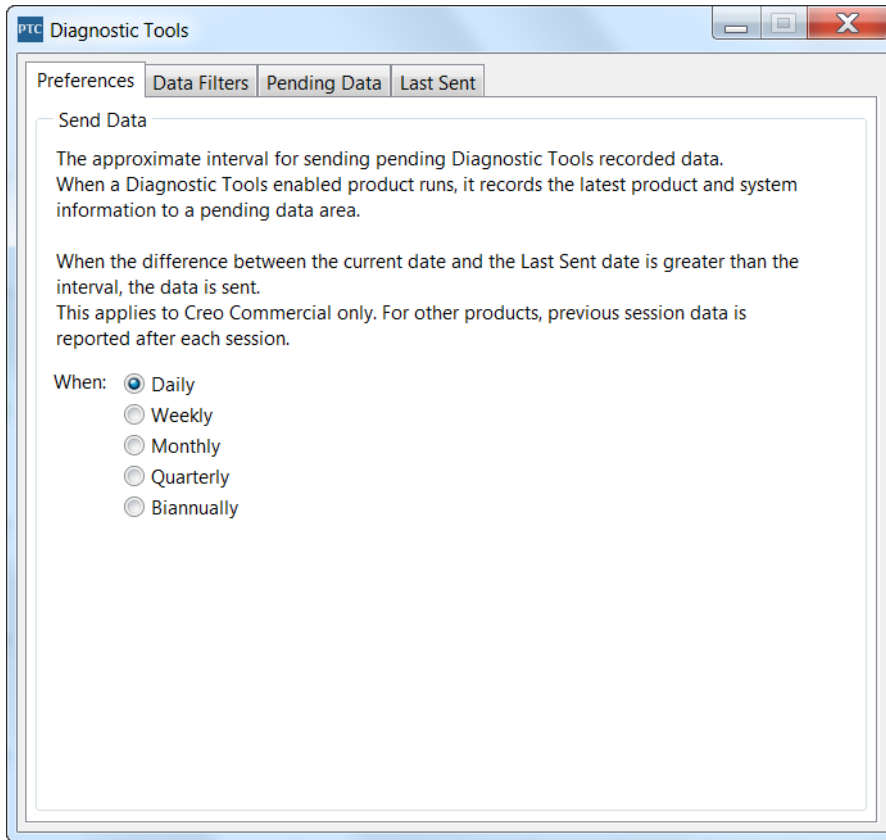 PTC Diagnostic Tools
Preferences Data Filters Pending Data Last Sent
Send Data
The approximate interval for sending pending Diagnostic Tools recorded data.
When a Diagnostic Tools enabled product runs, it records the latest product and system
information to a pending data area.
When the difference between the current date and the Last Sent date is greater than the
interval, the data is sent.
This applies to Creo Commercial only. For other products, previous session data is
reported after each session.
When: Daily
Weekly
Monthly
Quarterly
Biannually